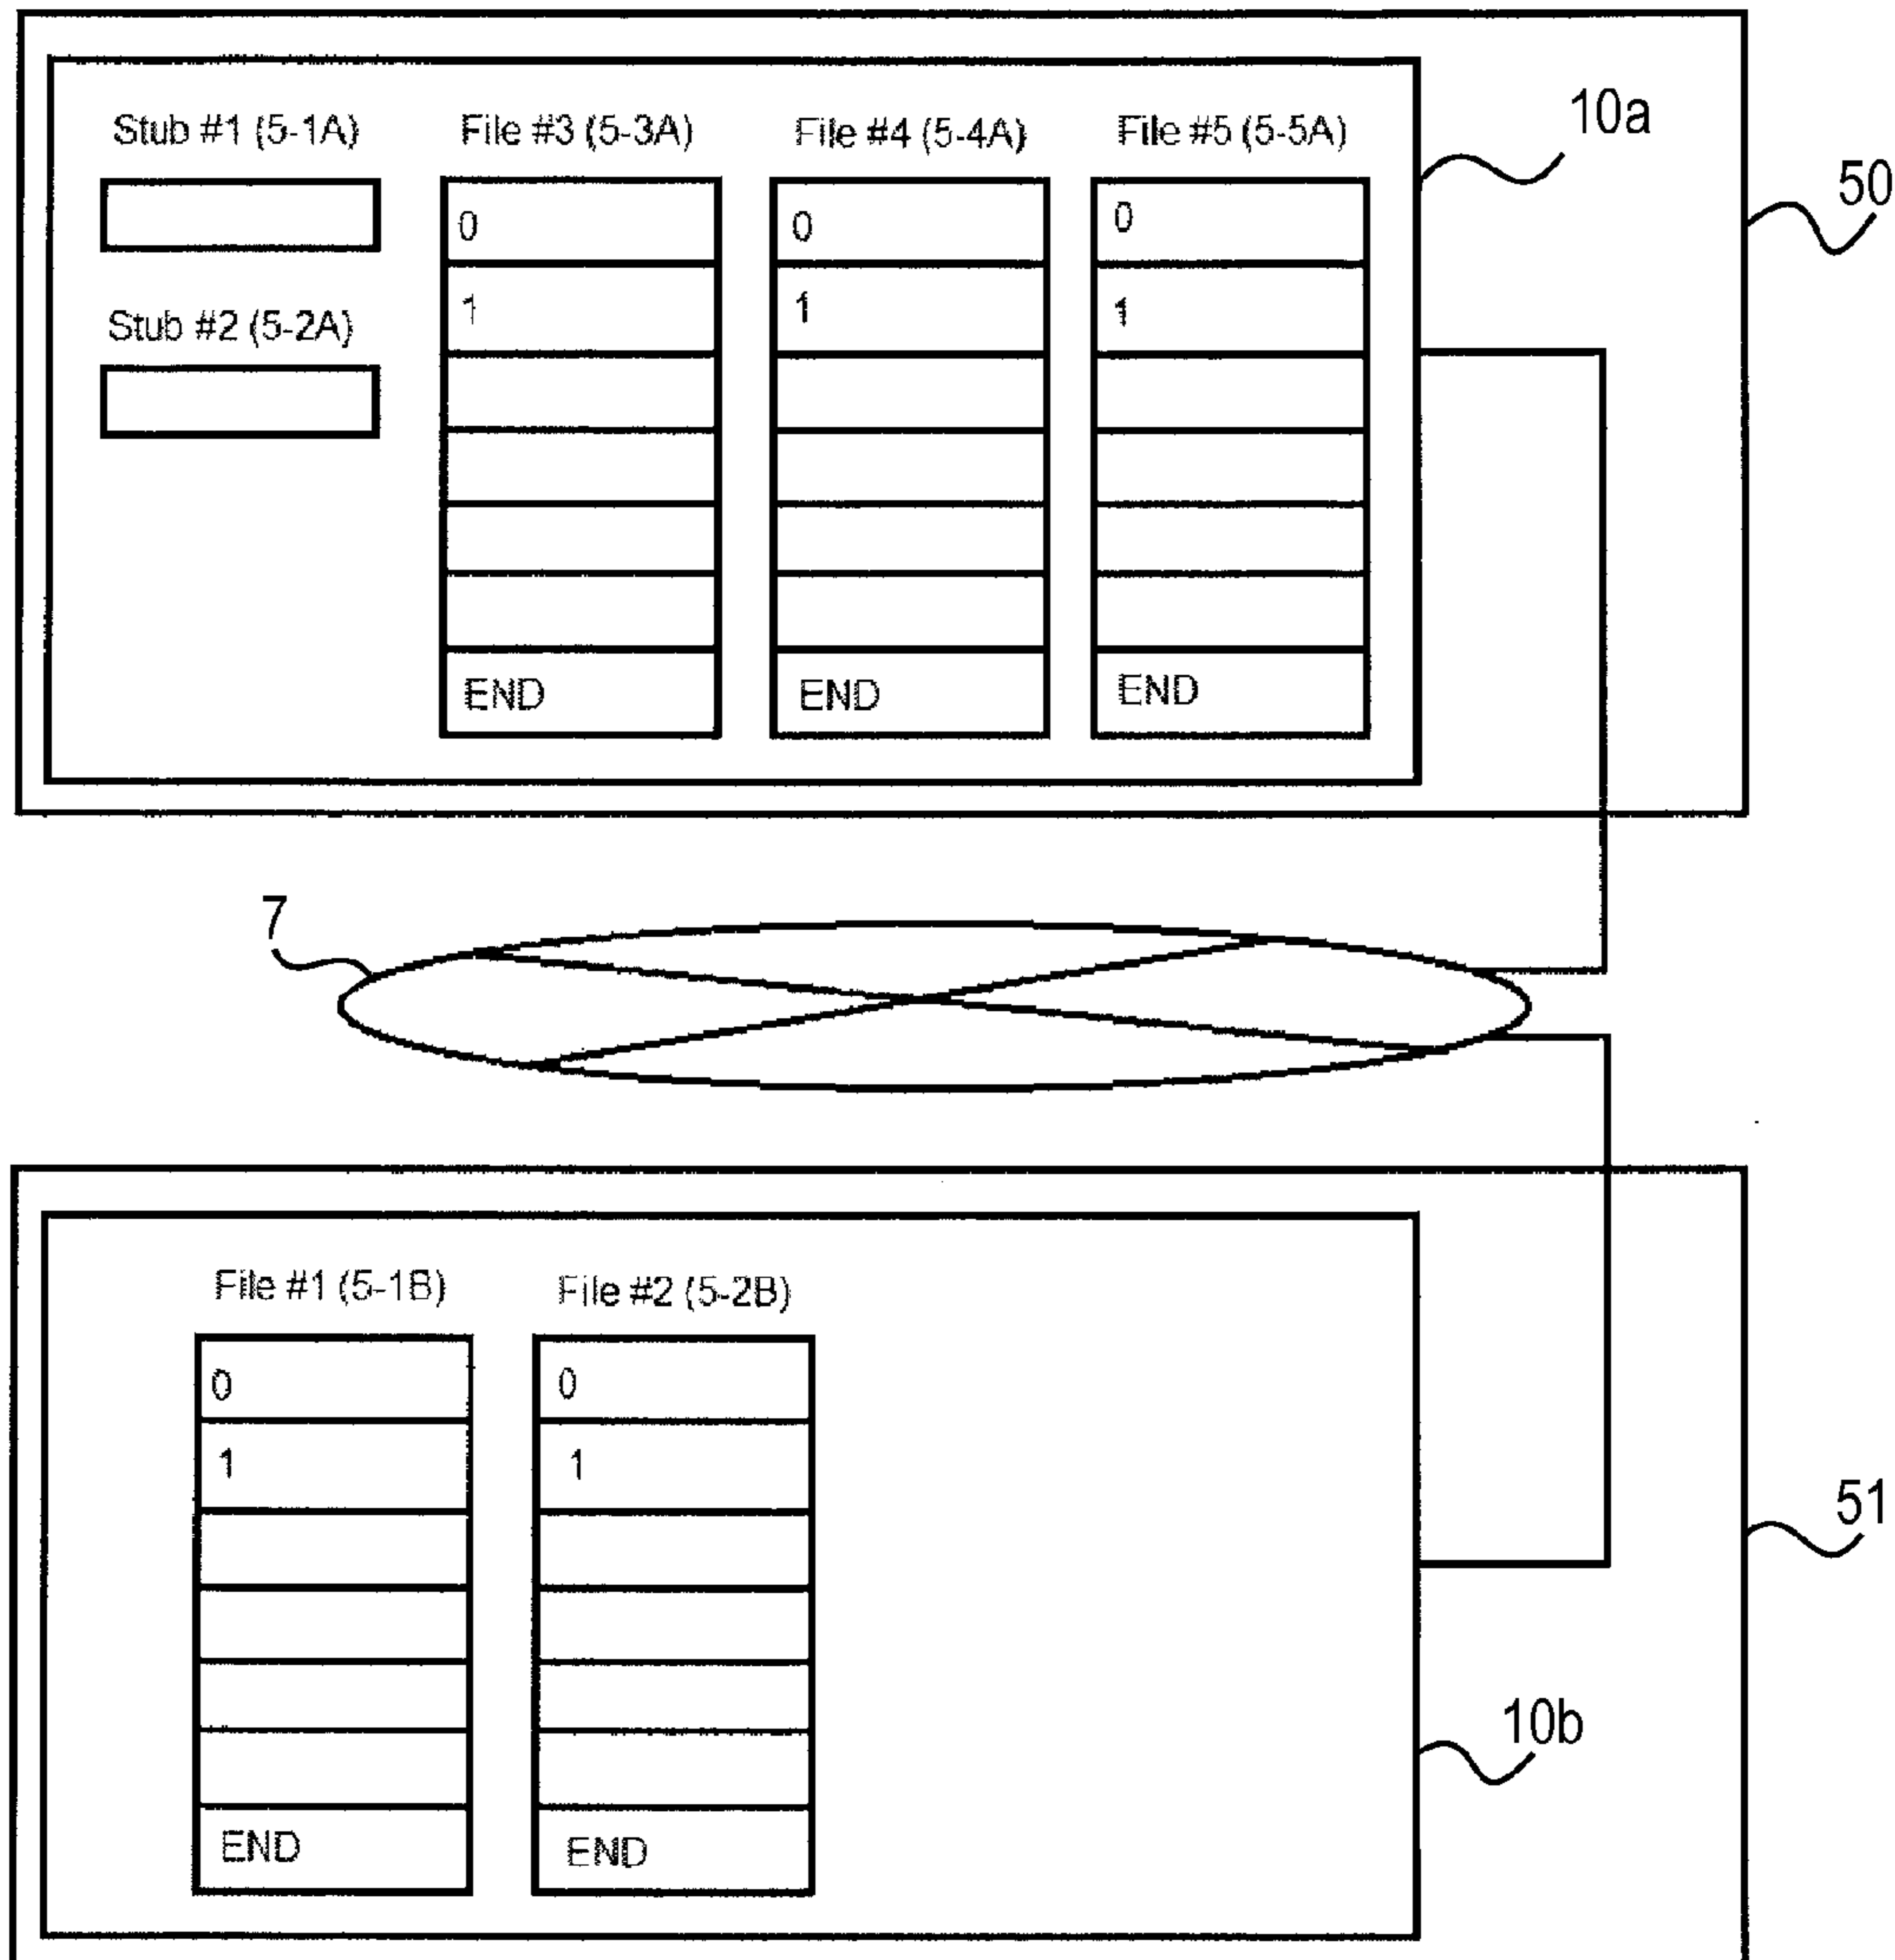 Stub #1 (5-1A)
File #3 (5-3A)
File #4 (5-4A)
File #5 (5-5A)
10a
50
0
0
0
1
1
1
Stub #2 (5-2A)
END
END
END
7
File #1 (5-1B)
File #2 (5-2B)
0
0
1
1
51
10b
END
END